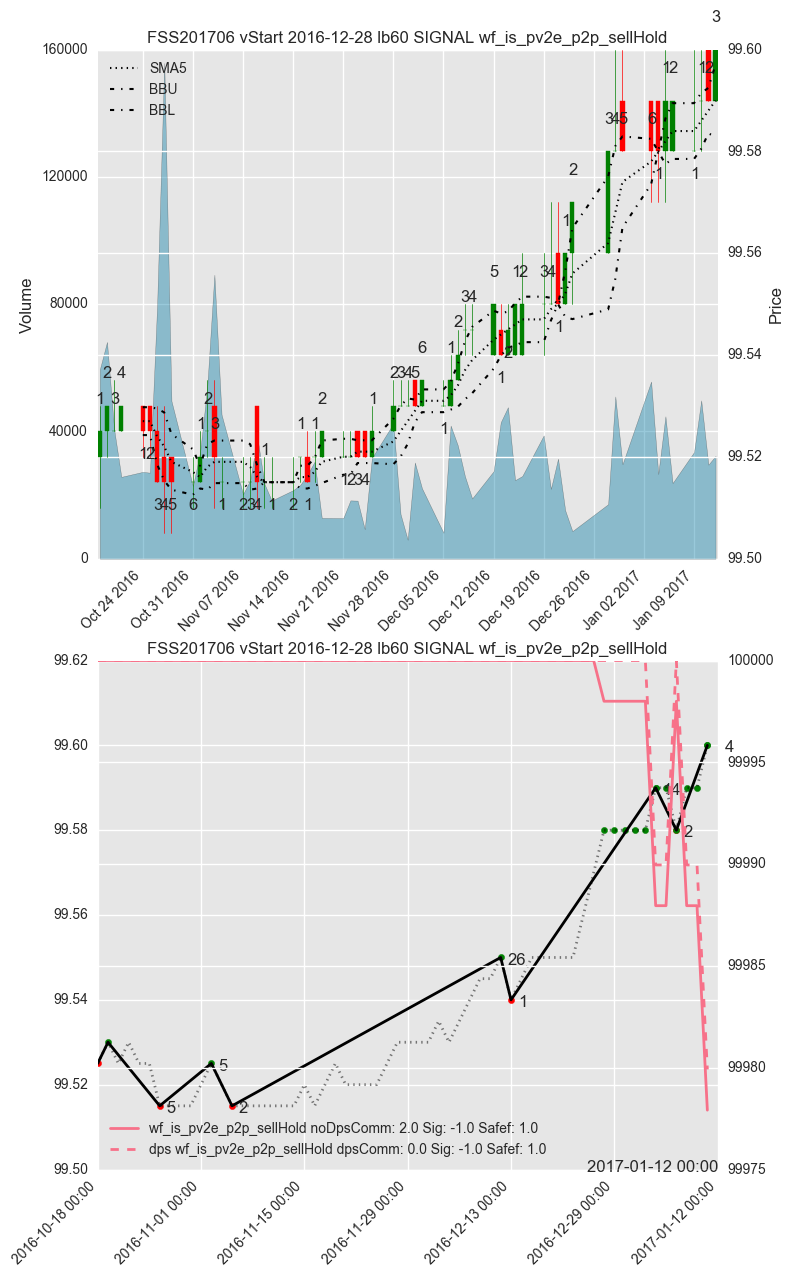 3
FSS201706 vStart 2016-12-28 lb60 SIGNAL wf_is_pv2e_p2p_sellHold
160000
120000
80000
40000
0
Volume
SMA5
BBU
BBL
99.60
99.58
99.56
99.54
99.52
99.50
Price
Oct 24 2016
Oct 31 2016
Nov 07 2016
Nov 14 2016
Nov 21 2016
Nov 28 2016
Dec 05 2016
Dec 12 2016
Dec 19 2016
Dec 26 2016
Jan 02 2017
Jan 09 2017
FSS201706 vStart 2016-12-28 lb60 SIGNAL wf_is_pv2e_p2p_sellHold
99.62
99.60
99.58
99.56
99.54
99.52
99.50
100000
99995
99990
99985
99980
99975
4
14
2
26
1
5
5
2
wf_is_pv2e_p2p_sellHold noDpsComm: 2.0 Sig: -1.0 Safef: 1.0
dps wf_is_pv2e_p2p_sellHold dpsComm: 0.0 Sig: -1.0 Safef: 1.0
2017-01-12 00:00
2016-10-18 00:00
2016-11-01 00:00
2016-11-15 00:00
2016-11-29 00:00
2016-12-13 00:00
2016-12-29 00:00
2017-01-12 00:00